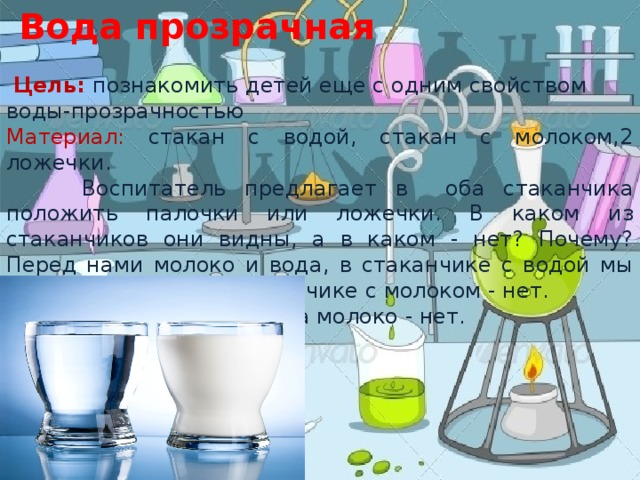 Вода прозрачная
Цель: познакомить детей еще с одним свойством
воды-прозрачностью
Материал: стакан с водой, стакан с молоком,2
ложечки.
Воспитатель предлагает в оба стаканчика
положить палочки или ложечки. В каком из
стаканчиков они видны, а в каком - нет? Почему?
Перед нами молоко и вода, в стаканчике с водой мы
чике с молоком - нет.
а молоко - нет.